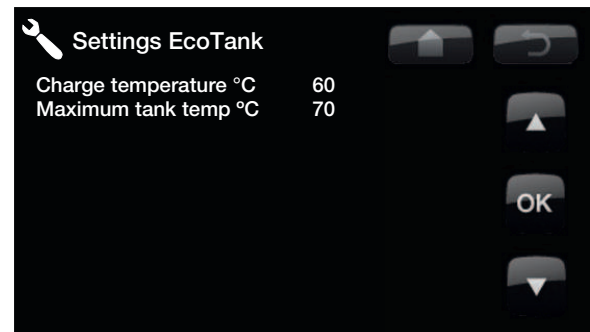 Settings EcoTank
Charge temperature °C 60
Maximum tank temp ºC 70
OK